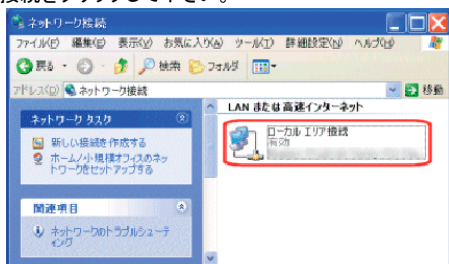 接続をクリックして下さい。
ネットワーク接続
ファイル(F) 編集(E) 表示(V) お気に入り(A) ツール(T) 詳細設定(N) ヘルプ(H)
戻る 検索 フォルダ
アドレス(D) ネットワーク接続 移動
ネットワーク タスク
新しい接続を作成する
ホーム/小規模オフィスのネッ
トワークをセットアップする
関連項目
ネットワークのトラブルシューテ
ィング
LAN または高速インターネット
ローカル エリア接続
有効